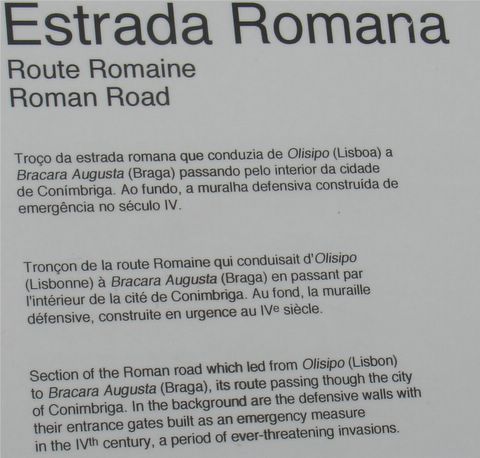 Estrada Romana
Route Romaine
Roman Road
Troço da estrada romana que conduzia de Olisipo (Lisboa) a
Bracara Augusta (Braga) passando pelo interior da cidade
de Conímbriga. Ao fundo, a muralha defensiva construída de
emergência no século IV.
Tronçon de la route Romaine qui conduisait d'Olisipo
(Lisbonne) à Bracara Augusta (Braga) en passant par
l'intérieur de la cité de Conimbriga. Au fond, la muraille
défensive, construite en urgence au IVe siècle.
Section of the Roman road which led from Olisipo (Lisbon)
to Bracara Augusta (Braga), its route passing though the city
of Conimbriga. In the background are the defensive walls with
their entrance gates built as an emergency measure
in the IVth century, a period of ever-threatening invasions.